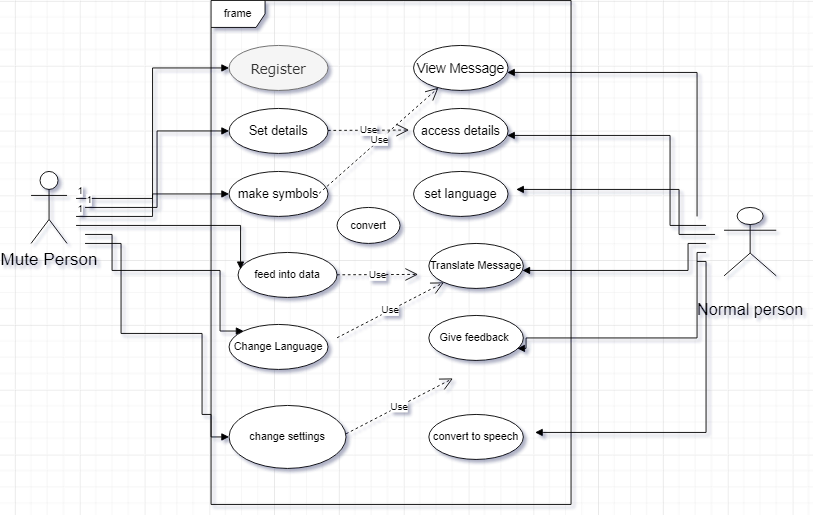 frame
Register
View Message
Set details
Use
access details
Use
make symbols
set language
1
1
1
convert
Mute Person
feed into data
Use
Translate Message
Normal person
Use
Change Language
Give feedback
Use
change settings
convert to speech